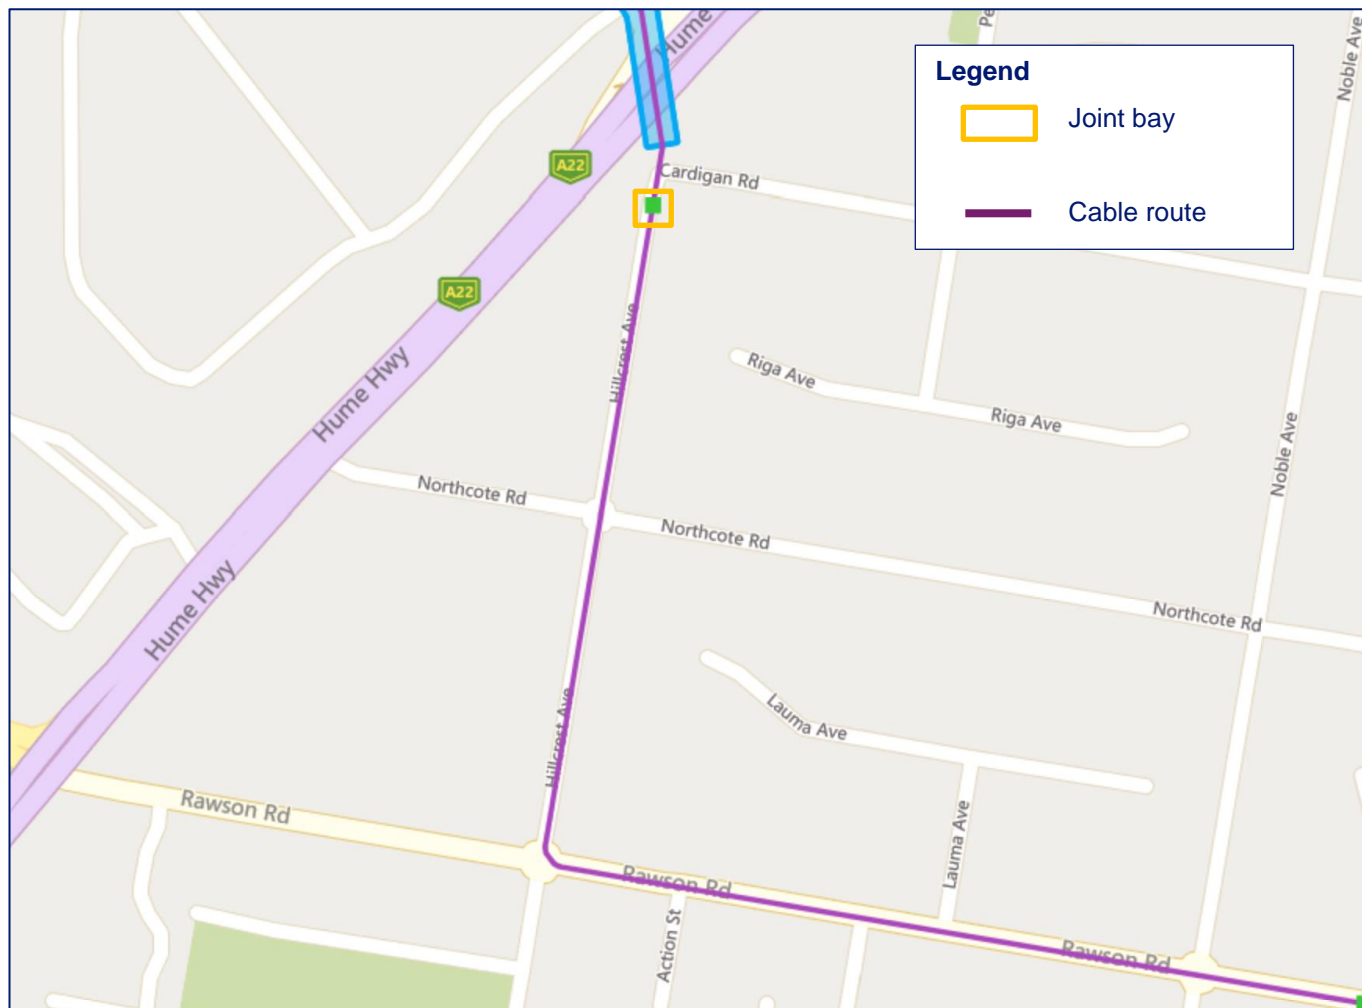 Hume
Pe
Noble Ave
Legend
Joint bay
Cable route
A22
Cardigan Rd
A22
Hillcrest Ave
Hume Hwy
Riga Ave
Riga Ave
Noble Ave
Northcote Rd
Northcote Rd
Northcote Rd
Hume Hwy
Hillcrest Ave
Lauma Ave
Rawson Rd
Lauma Ave
Rawson Rd
Action St
Rawson Rd